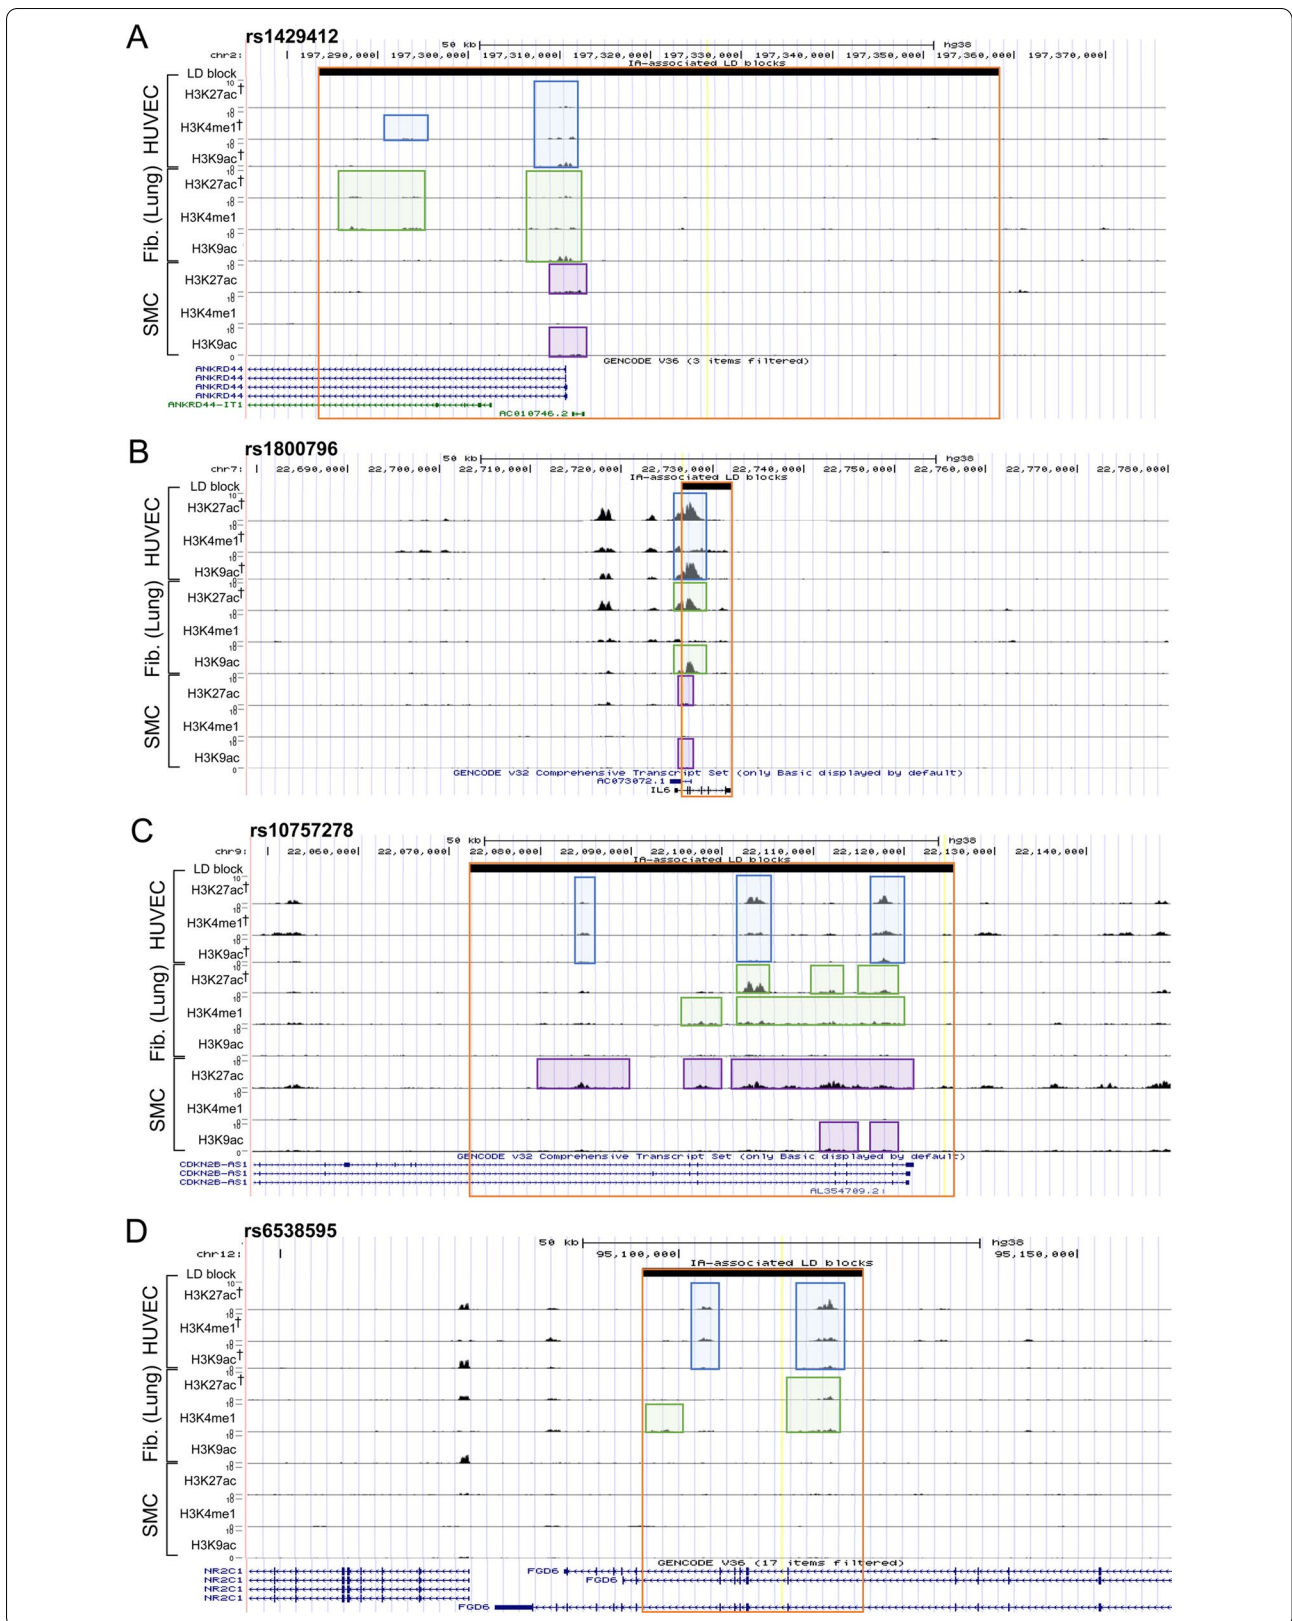 A
rs1429412
50 kb hg38
chr2: 197,290,000 197,300,000 197,310,000 197,320,000 197,330,000 197,340,000 197,350,000 197,360,000 197,370,000
IA-associated LD blocks
LD block
HUVEC
H3K27ac†
H3K4me1†
H3K9ac†
Fib. (Lung)
H3K27ac†
H3K4me1
H3K9ac
SMC
H3K27ac
H3K4me1
H3K9ac
GENCODE V36 (3 items filtered)
ANKRD44
ANKRD44
ANKRD44
ANKRD44
ANKRD44-IT1
AC010746.2
B
rs1800796
50 kb hg38
chr7: 22,690,000 22,700,000 22,710,000 22,720,000 22,730,000 22,740,000 22,750,000 22,760,000 22,770,000 22,780,000
IA-associated LD blocks
LD block
HUVEC
H3K27ac†
H3K4me1†
H3K9ac†
Fib. (Lung)
H3K27ac†
H3K4me1
H3K9ac
SMC
H3K27ac
H3K4me1
H3K9ac
GENCODE v32 Comprehensive Transcript Set (only Basic displayed by default)
AC073072.1
IL6
C
rs10757278
50 kb hg38
chr9: 22,060,000 22,070,000 22,080,000 22,090,000 22,100,000 22,110,000 22,120,000 22,130,000 22,140,000
IA-associated LD blocks
LD block
HUVEC
H3K27ac†
H3K4me1†
H3K9ac†
Fib. (Lung)
H3K27ac†
H3K4me1
H3K9ac
SMC
H3K27ac
H3K4me1
H3K9ac
GENCODE v32 Comprehensive Transcript Set (only Basic displayed by default)
CDKN2B-AS1
CDKN2B-AS1
CDKN2B-AS1
AL354709.2
D
rs6538595
50 kb hg38
chr12: 95,100,000 95,150,000
IA-associated LD blocks
LD block
HUVEC
H3K27ac†
H3K4me1†
H3K9ac†
Fib. (Lung)
H3K27ac†
H3K4me1
H3K9ac
SMC
H3K27ac
H3K4me1
H3K9ac
GENCODE V36 (17 items filtered)
NR2C1 FGD6
NR2C1 FGD6
NR2C1
NR2C1
FGD6